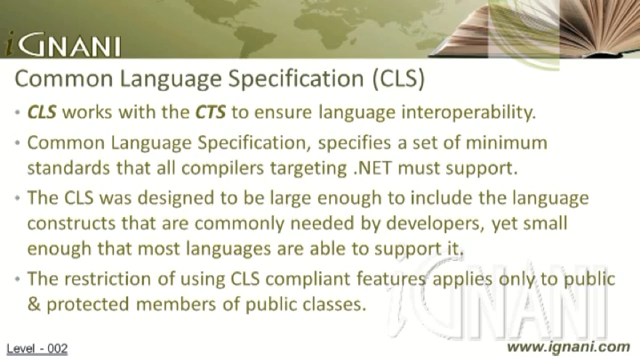 iGNANI
Common Language Specification (CLS)
• CLS works with the CTS to ensure language interoperability.
• Common Language Specification, specifies a set of minimum
standards that all compilers targeting .NET must support.
• The CLS was designed to be large enough to include the language
constructs that are commonly needed by developers, yet small
enough that most languages are able to support it.
• The restriction of using CLS compliant features applies only to public
& protected members of public classes.
iGNANI
Level - 002
www.ignani.com